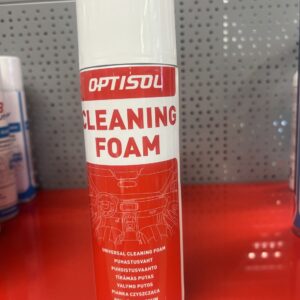 OPTISOL
CLEANING
FOAM
UNIVERSAL CLEANING FOAM
PUHASTUSVAHT
PUHDISTUSVAAHTO
TĪRĀMAS PUTAS
VALYMO PUTOS
PIANKA CZYSZCZĄCA